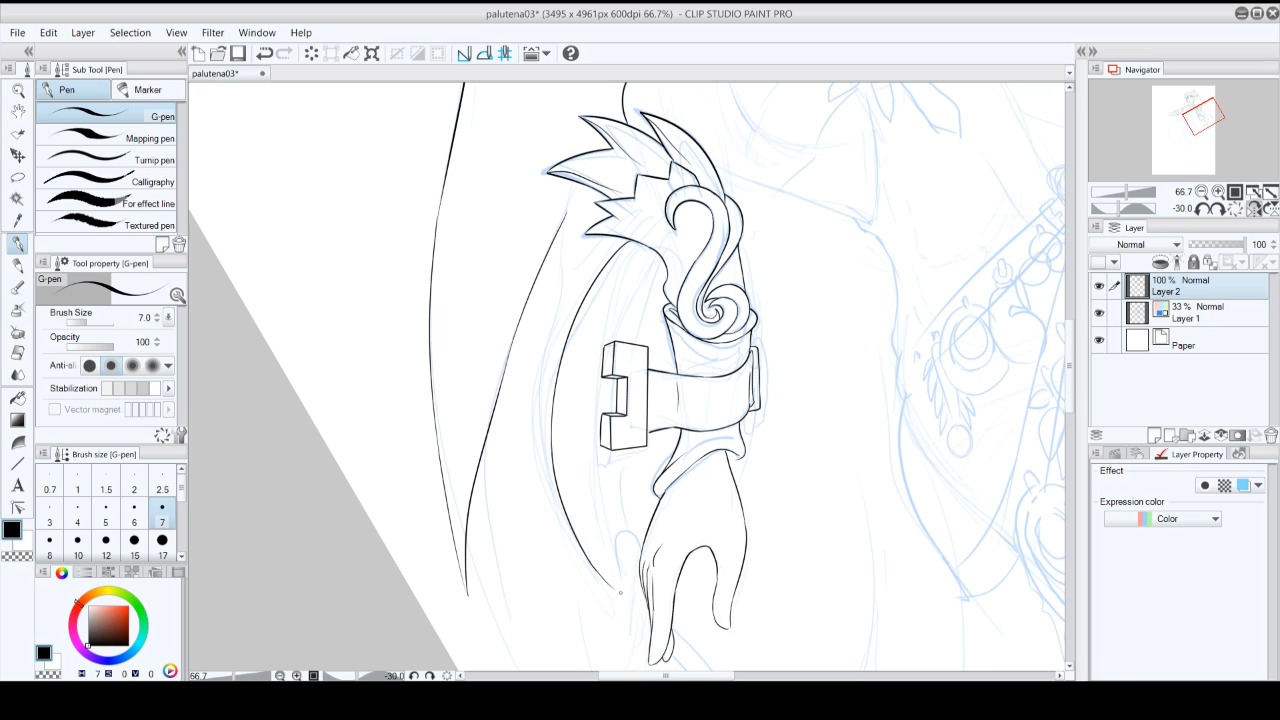 palutena03* (3495 x 4961px 600dpi 66.7%)  - CLIP STUDIO PAINT PRO
File Edit Layer Selection View Filter Window Help
Sub Tool [Pen]
palutena03*
Navigator
Pen Marker
G-pen
Mapping pen
Turnip pen
Calligraphy
For effect line
Textured pen
66.7
-30.0
Layer
Normal 100
100 % Normal
Layer 2
33 % Normal
Layer 1
Paper
Tool property [G-pen]
G-pen
Brush Size 7.0
Opacity 100
Anti-ali
Stabilization
Vector magnet
Brush size [G-pen]
0.7 1 1.5 2 2.5
3 4 5 6 7
8 10 12 15 17
Layer Property
Effect
Expression color
Color
H 7 S 0 V 0
66.7 -30.0